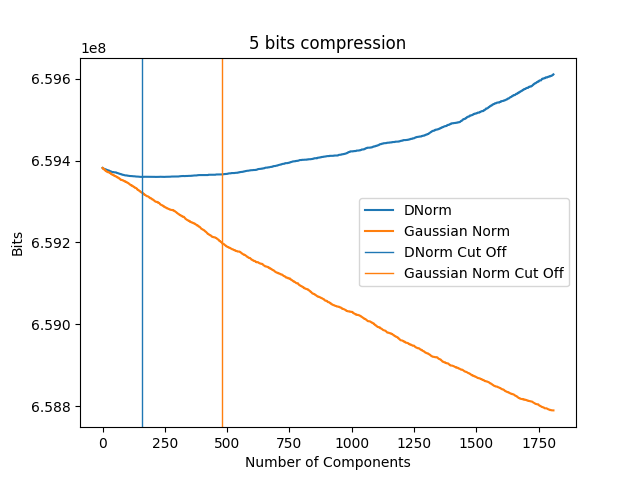 5 bits compression
1e8
6.596
6.594
6.592
6.590
6.588
Bits
DNorm
Gaussian Norm
DNorm Cut Off
Gaussian Norm Cut Off
0 250 500 750 1000 1250 1500 1750
Number of Components